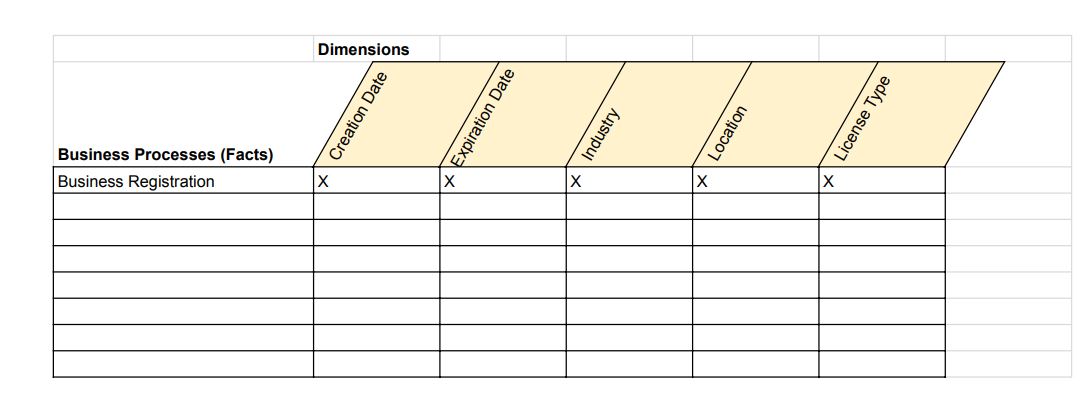 Dimensions
Creation Date
Expiration Date
Industry
Location
License Type
Business Processes (Facts)
Business Registration X X X X X